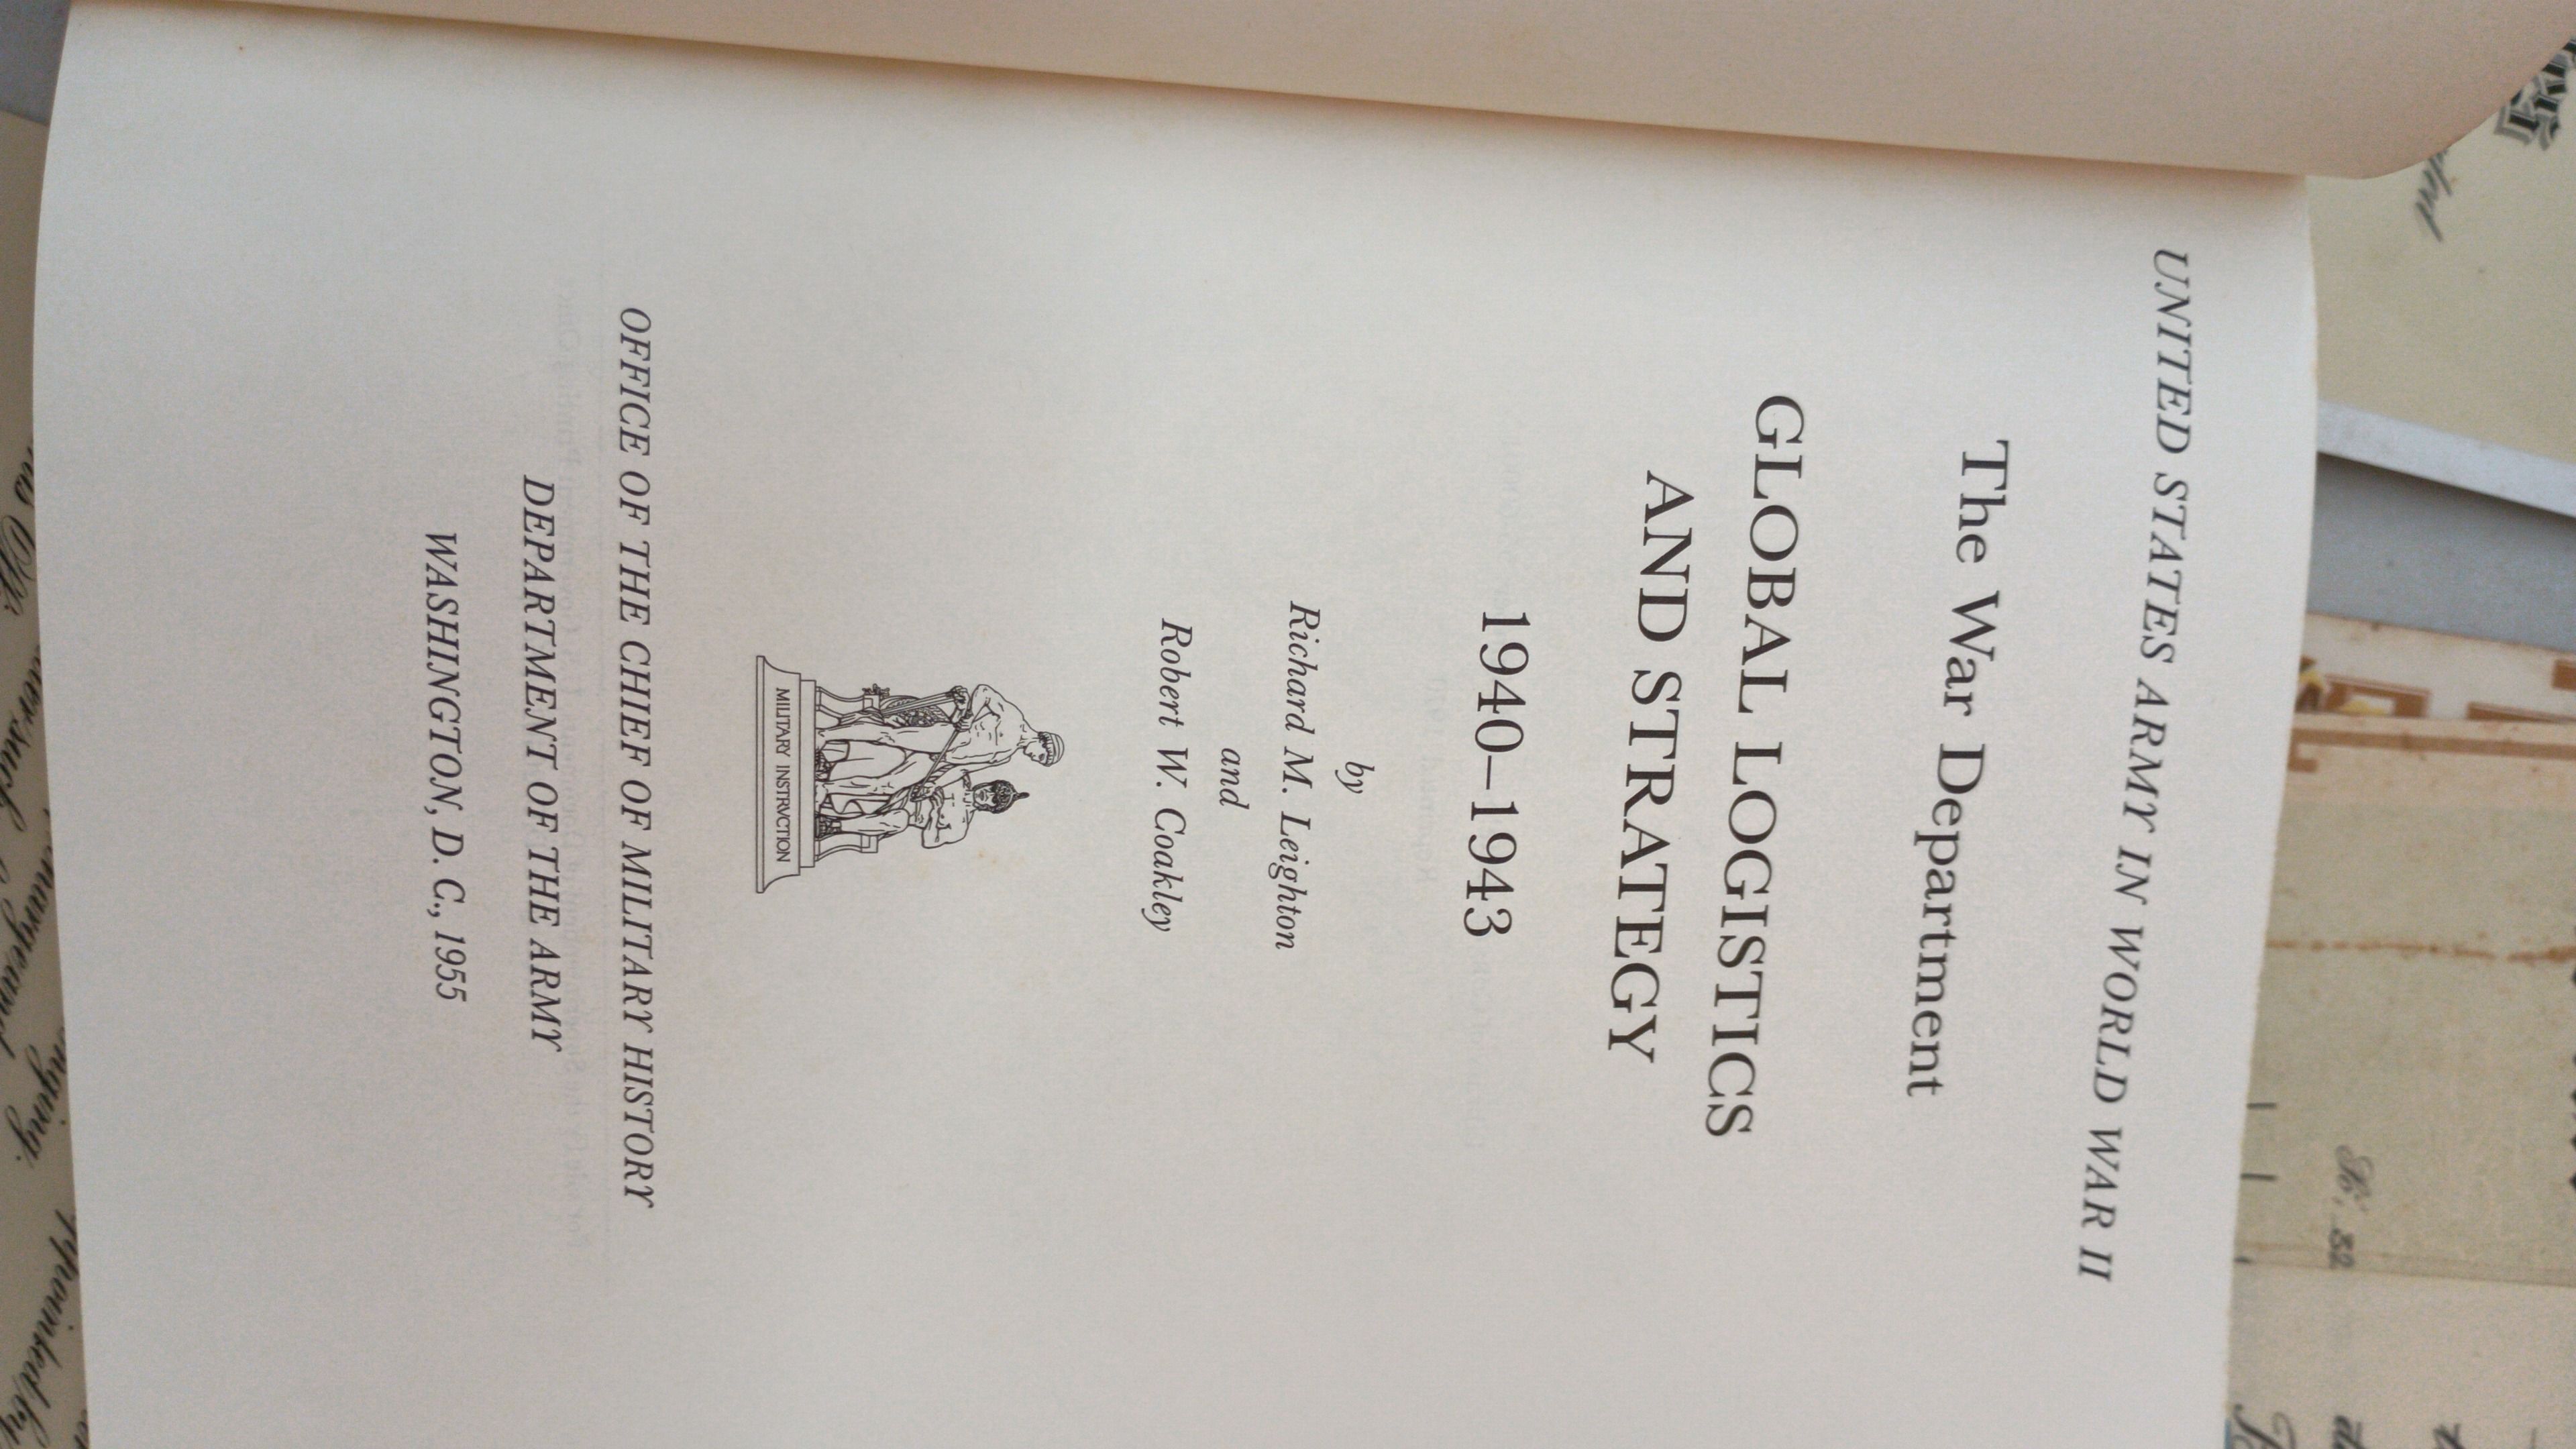 UNITED STATES ARMY IN WORLD WAR II
The War Department
GLOBAL LOGISTICS
AND STRATEGY
1940–1943
by
Richard M. Leighton
and
Robert W. Coakley
MILITARY INSTRVCTION
OFFICE OF THE CHIEF OF MILITARY HISTORY
DEPARTMENT OF THE ARMY
WASHINGTON, D. C., 1955